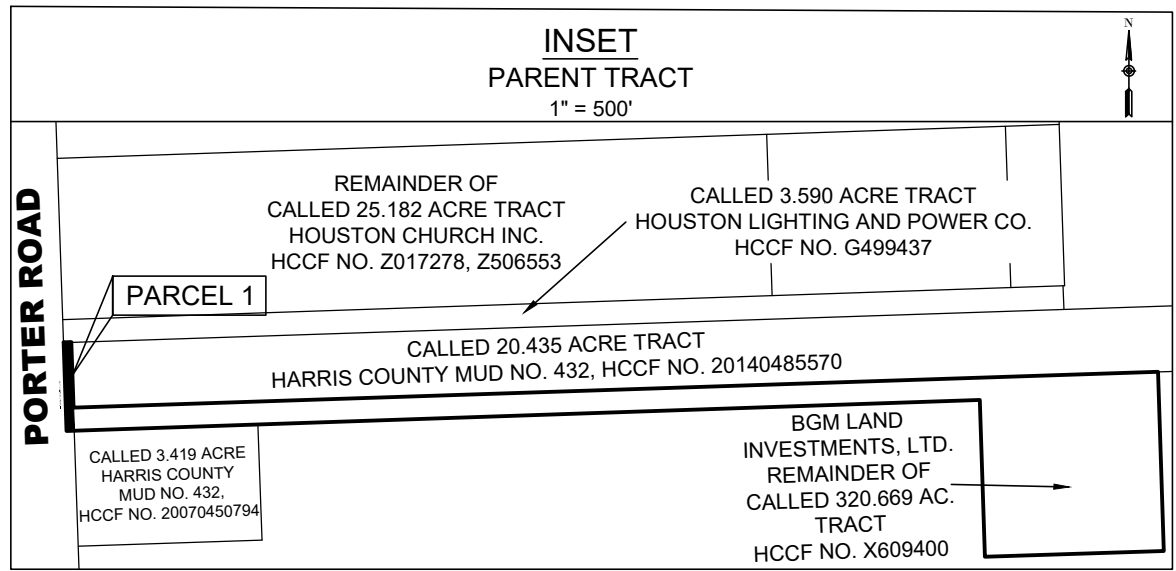 INSET
PARENT TRACT
1" = 500'
N
PORTER ROAD
REMAINDER OF
CALLED 25.182 ACRE TRACT
HOUSTON CHURCH INC.
HCCF NO. Z017278, Z506553
CALLED 3.590 ACRE TRACT
HOUSTON LIGHTING AND POWER CO.
HCCF NO. G499437
PARCEL 1
CALLED 20.435 ACRE TRACT
HARRIS COUNTY MUD NO. 432, HCCF NO. 20140485570
CALLED 3.419 ACRE
HARRIS COUNTY
MUD NO. 432,
HCCF NO. 20070450794
BGM LAND
INVESTMENTS, LTD.
REMAINDER OF
CALLED 320.669 AC.
TRACT
HCCF NO. X609400